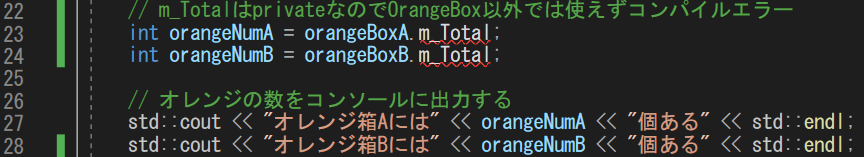 22 // m_TotalはprivateなのでOrangeBox以外では使えずコンパイルエラー
23 int orangeNumA = orangeBoxA.m_Total;
24 int orangeNumB = orangeBoxB.m_Total;
25
26 // オレンジの数をコンソールに出力する
27 std::cout << "オレンジ箱Aには" << orangeNumA << "個ある" << std::endl;
28 std::cout << "オレンジ箱Bには" << orangeNumB << "個ある" << std::endl;